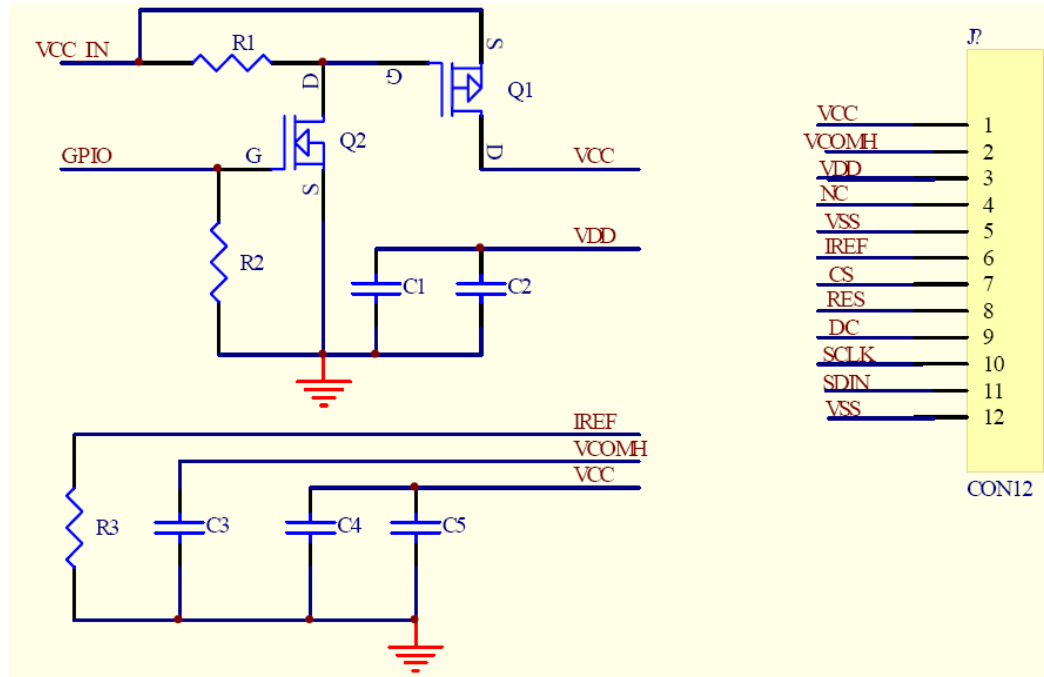 S
J?
VCC IN
R1
D
G
Q1
VCC
1
Q2
VCOMH
2
GPIO
G
D
VCC
VDD
3
S
NC
4
VDD
VSS
5
R2
IREF
6
C1
C2
CS
7
RES
8
DC
9
SCLK
10
SDIN
11
IREF
VSS
12
VCOMH
VCC
CON12
R3
C3
C4
C5